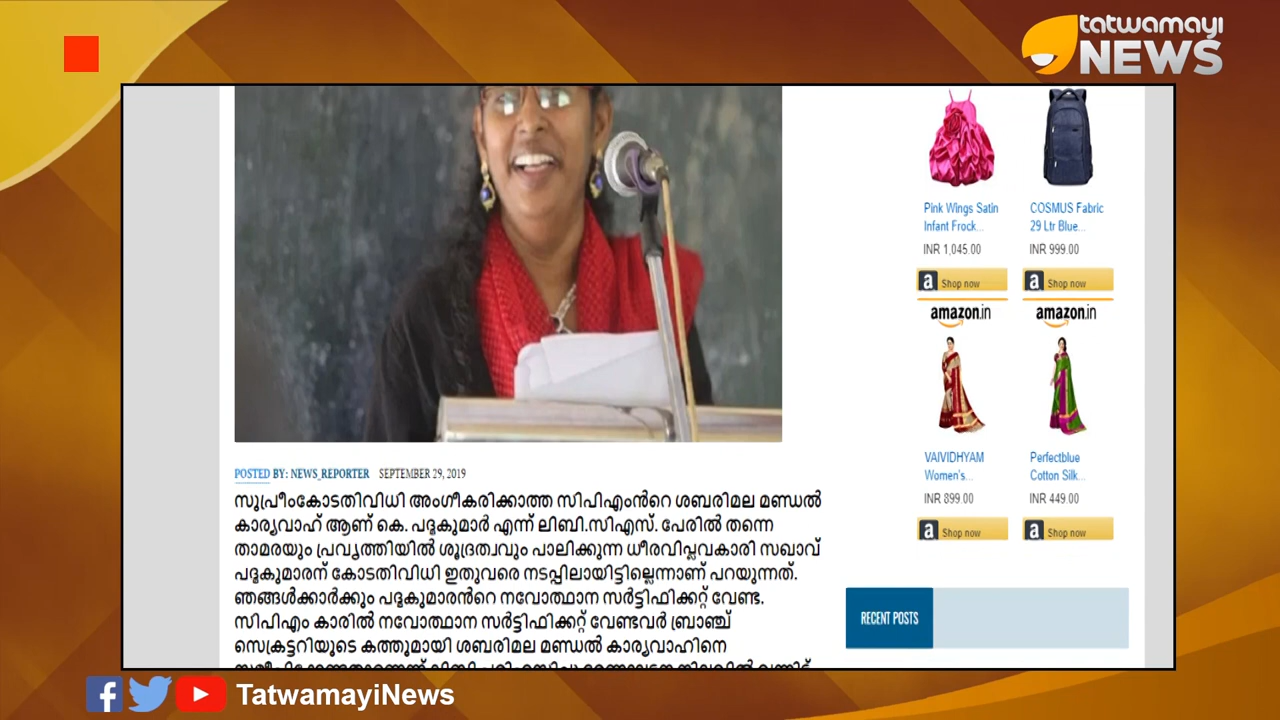 tatwamayi
NEWS
Pink Wings Satin
Infant Frock...
INR 1,045.00
a Shop now
COSMUS Fabric
29 Ltr Blue...
INR 999.00
a Shop now
amazon.in
amazon.in
VAIVIDHYAM
Women's...
INR 899.00
a Shop now
Perfectblue
Cotton Silk...
INR 449.00
a Shop now
POSTED BY: NEWS_REPORTER SEPTEMBER 29, 2019
സുപ്രീംകോടതിവിധി അംഗീകരിക്കാത്ത സിപിഎംൻറെ ശബരിമല മണ്ഡൽ
കാര്യവാഹ് ആണ് കെ. പദ്മകുമാർ എന്ന് ലിബി.സിഎസ്. പേരിൽ തന്നെ
താമരയും പ്രവൃത്തിയിൽ ശൂദ്രത്വവും പാലിക്കുന്ന ധീരവിപ്ലവകാരി സഖാവ്
പദ്മകുമാരന് കോടതിവിധി ഇതുവരെ നടപ്പിലായിട്ടില്ലെന്നാണ് പറയുന്നത്.
ഞങ്ങൾക്കാർക്കും പദ്മകുമാരൻറെ നവോത്ഥാന സർട്ടിഫിക്കറ്റ് വേണ്ട.
സിപിഎം കാരിൽ നവോത്ഥാന സർട്ടിഫിക്കറ്റ് വേണ്ടവർ ബ്രാഞ്ച്
സെക്രട്ടറിയുടെ കത്തുമായി ശബരിമല മണ്ഡൽ കാര്യവാഹിനെ
RECENT POSTS
TatwamayiNews